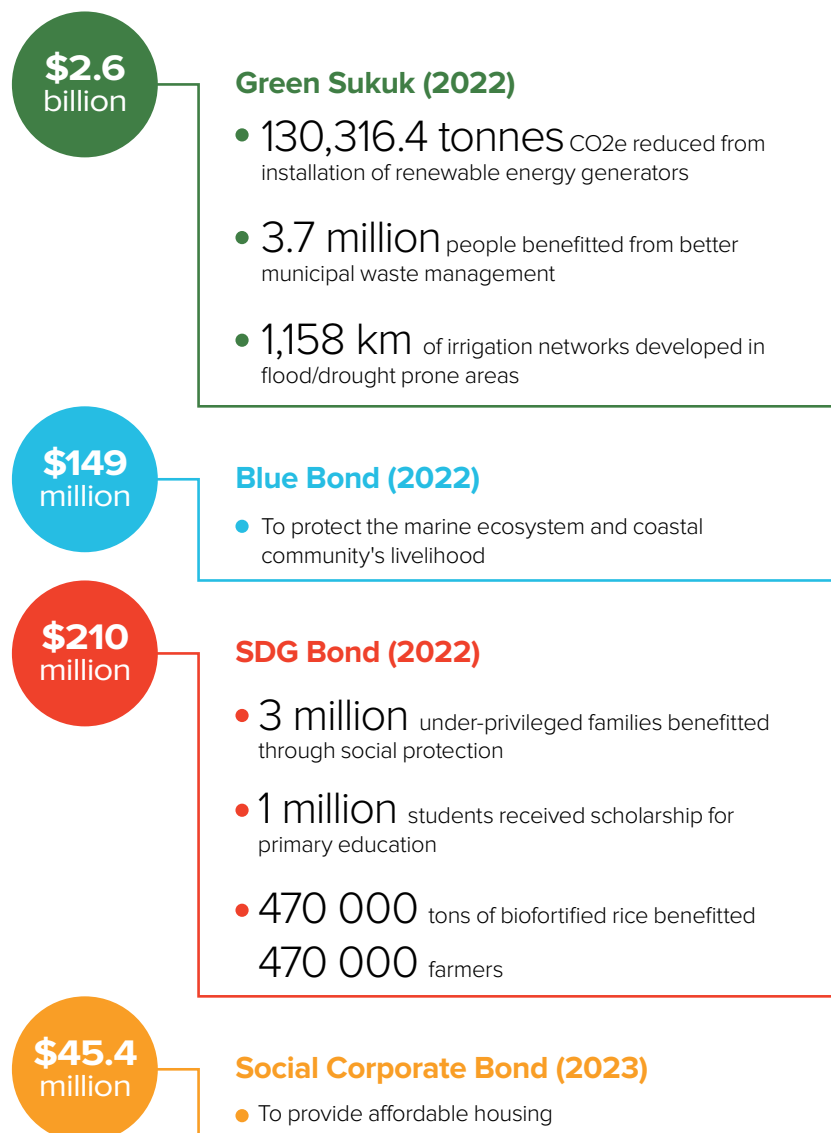 $2.6
billion
Green Sukuk (2022)
130,316.4 tonnes CO2e reduced from
installation of renewable energy generators
3.7 million people benefitted from better
municipal waste management
1,158 km of irrigation networks developed in
flood/drought prone areas
$149
million
Blue Bond (2022)
To protect the marine ecosystem and coastal
community's livelihood
$210
million
SDG Bond (2022)
3 million under-privileged families benefitted
through social protection
1 million students received scholarship for
primary education
470 000 tons of biofortified rice benefitted
470 000 farmers
$45.4
million
Social Corporate Bond (2023)
To provide affordable housing